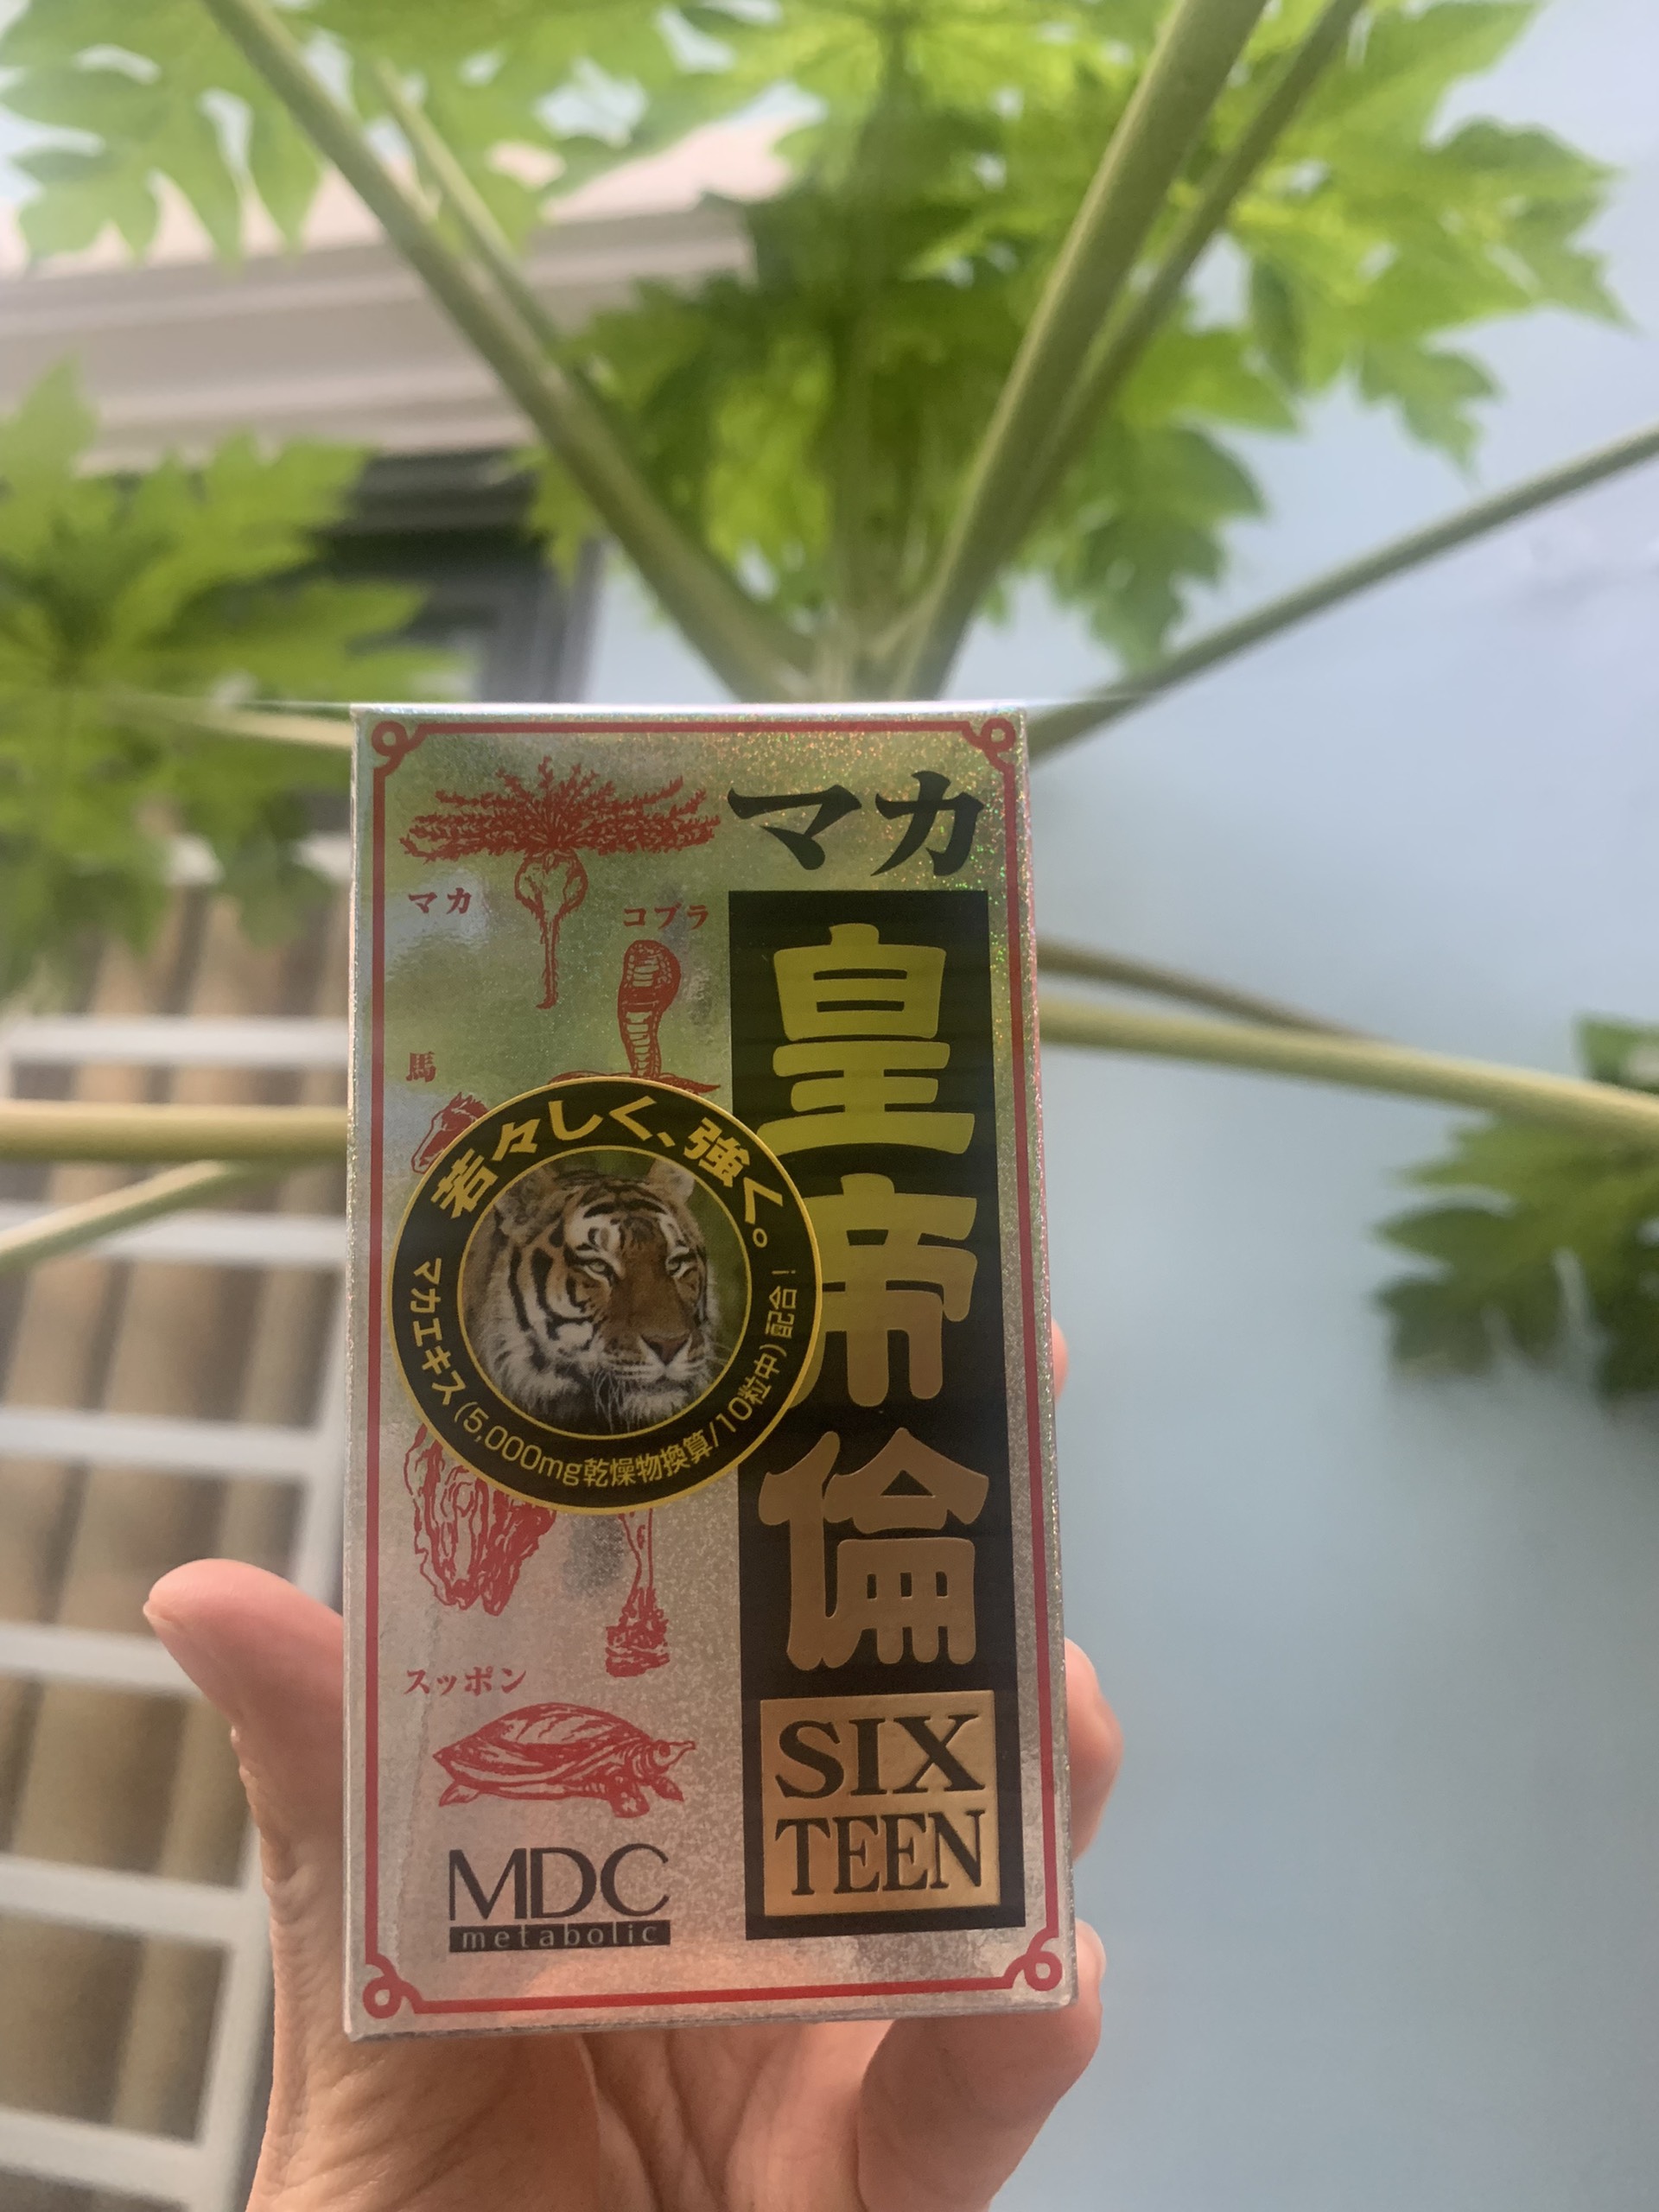 マカ
皇帝倫
SIX
TEEN
マカ
コブラ
馬
若々しく、強く。
マカエキス(5,000mg乾燥物換算/10粒中)配合!
スッポン
MDC
metabolic